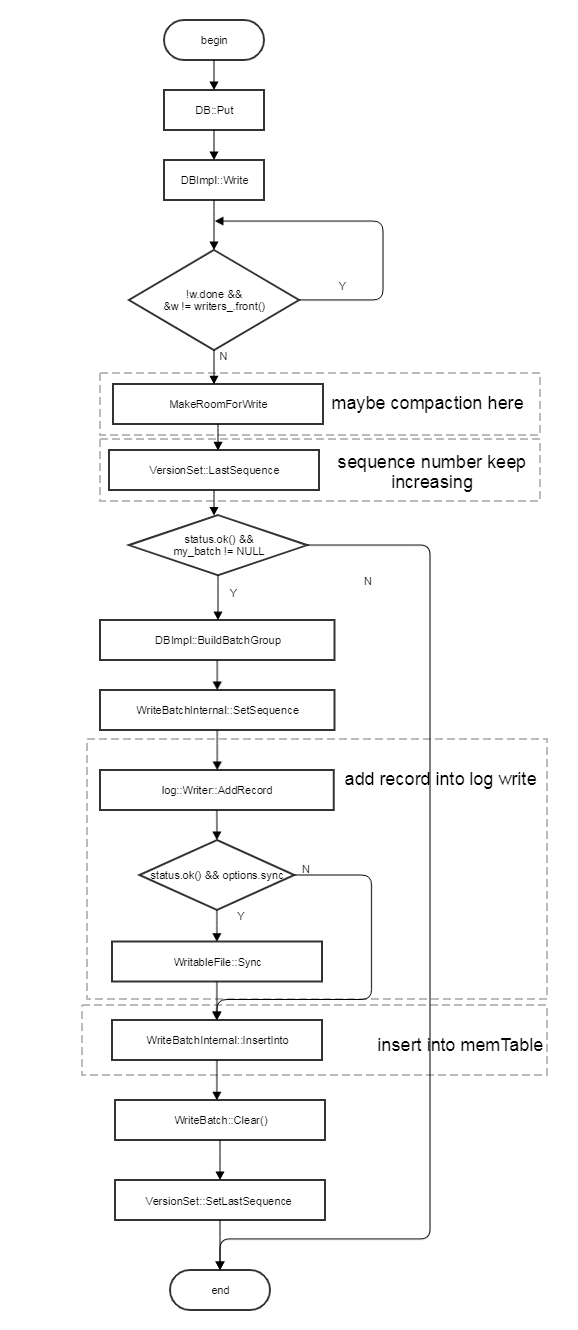 begin
DB::Put
DBImpl::Write
!w.done &&
&w != writers_.front()
Y
N
MakeRoomForWrite
maybe compaction here
VersionSet::LastSequence
sequence number keep
increasing
status.ok() &&
my_batch != NULL
N
Y
DBImpl::BuildBatchGroup
WriteBatchInternal::SetSequence
add record into log write
log::Writer::AddRecord
status.ok() && options.sync
N
Y
WritableFile::Sync
WriteBatchInternal::InsertInto
insert into memTable
WriteBatch::Clear()
VersionSet::SetLastSequence
end